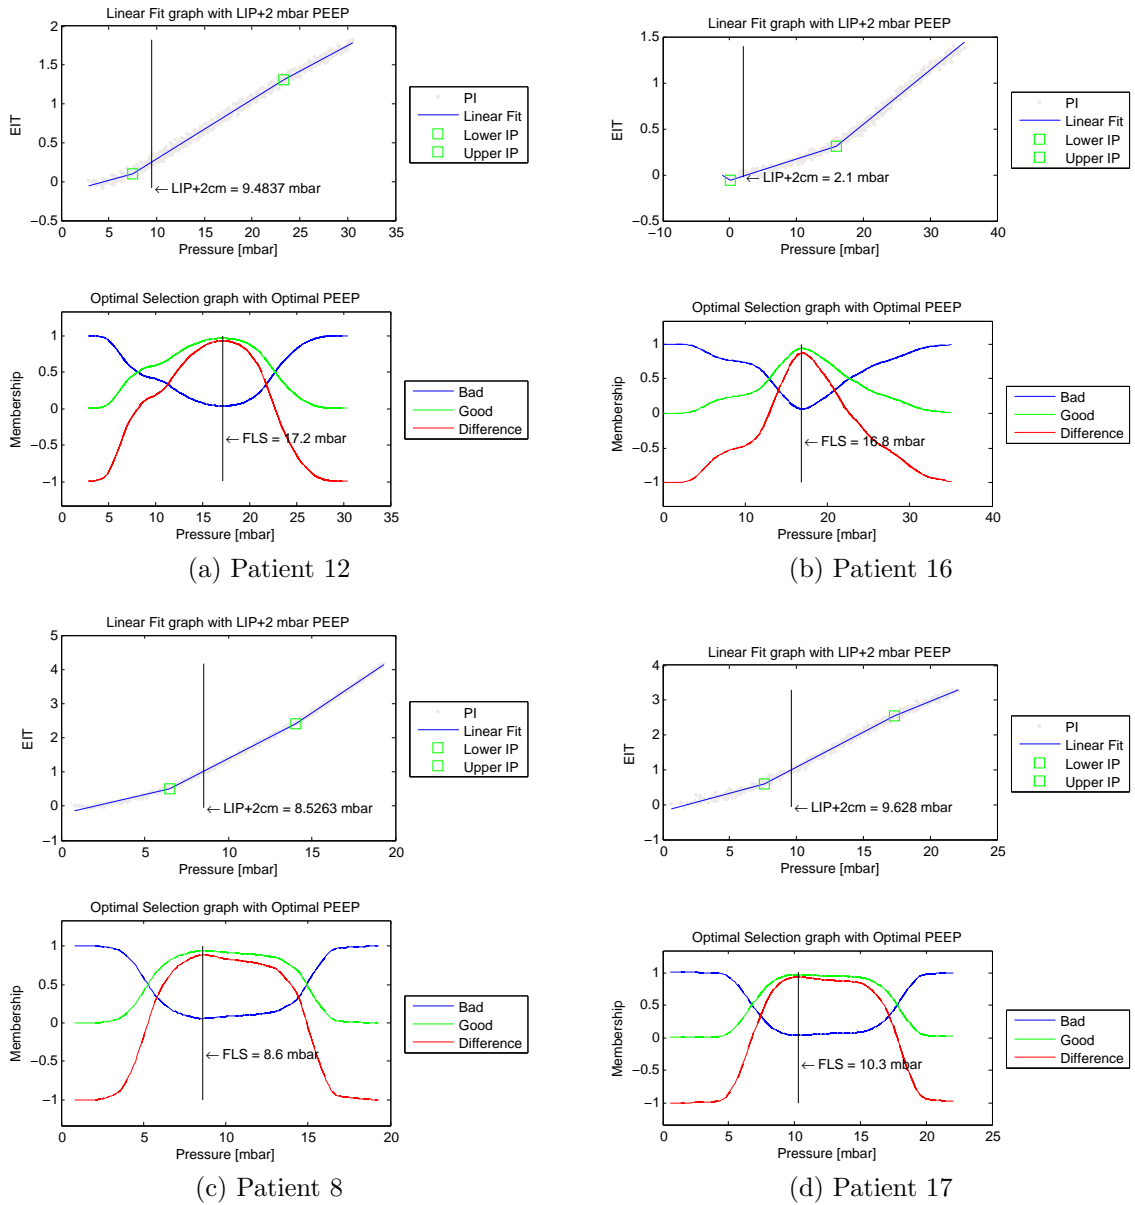 Linear Fit graph with LIP+2 mbar PEEP
2
1.5
1
0.5
0
−0.5
EIT
0 5 10 15 20 25 30 35
Pressure [mbar]
← LIP+2cm = 9.4837 mbar
PI
Linear Fit
Lower IP
Upper IP
Optimal Selection graph with Optimal PEEP
1
0.5
0
−0.5
−1
Membership
0 5 10 15 20 25 30 35
Pressure [mbar]
← FLS = 17.2 mbar
Bad
Good
Difference
(a) Patient 12
Linear Fit graph with LIP+2 mbar PEEP
1.5
1
0.5
0
−0.5
EIT
−10 0 10 20 30 40
Pressure [mbar]
← LIP+2cm = 2.1 mbar
PI
Linear Fit
Lower IP
Upper IP
Optimal Selection graph with Optimal PEEP
1
0.5
0
−0.5
−1
Membership
0 10 20 30 40
Pressure [mbar]
← FLS = 16.8 mbar
Bad
Good
Difference
(b) Patient 16
Linear Fit graph with LIP+2 mbar PEEP
5
4
3
2
1
0
−1
EIT
0 5 10 15 20
Pressure [mbar]
← LIP+2cm = 8.5263 mbar
PI
Linear Fit
Lower IP
Upper IP
Optimal Selection graph with Optimal PEEP
1
0.5
0
−0.5
−1
Membership
0 5 10 15 20
Pressure [mbar]
← FLS = 8.6 mbar
Bad
Good
Difference
(c) Patient 8
Linear Fit graph with LIP+2 mbar PEEP
4
3
2
1
0
−1
EIT
0 5 10 15 20 25
Pressure [mbar]
← LIP+2cm = 9.628 mbar
PI
Linear Fit
Lower IP
Upper IP
Optimal Selection graph with Optimal PEEP
1
0.5
0
−0.5
−1
Membership
0 5 10 15 20 25
Pressure [mbar]
← FLS = 10.3 mbar
Bad
Good
Difference
(d) Patient 17